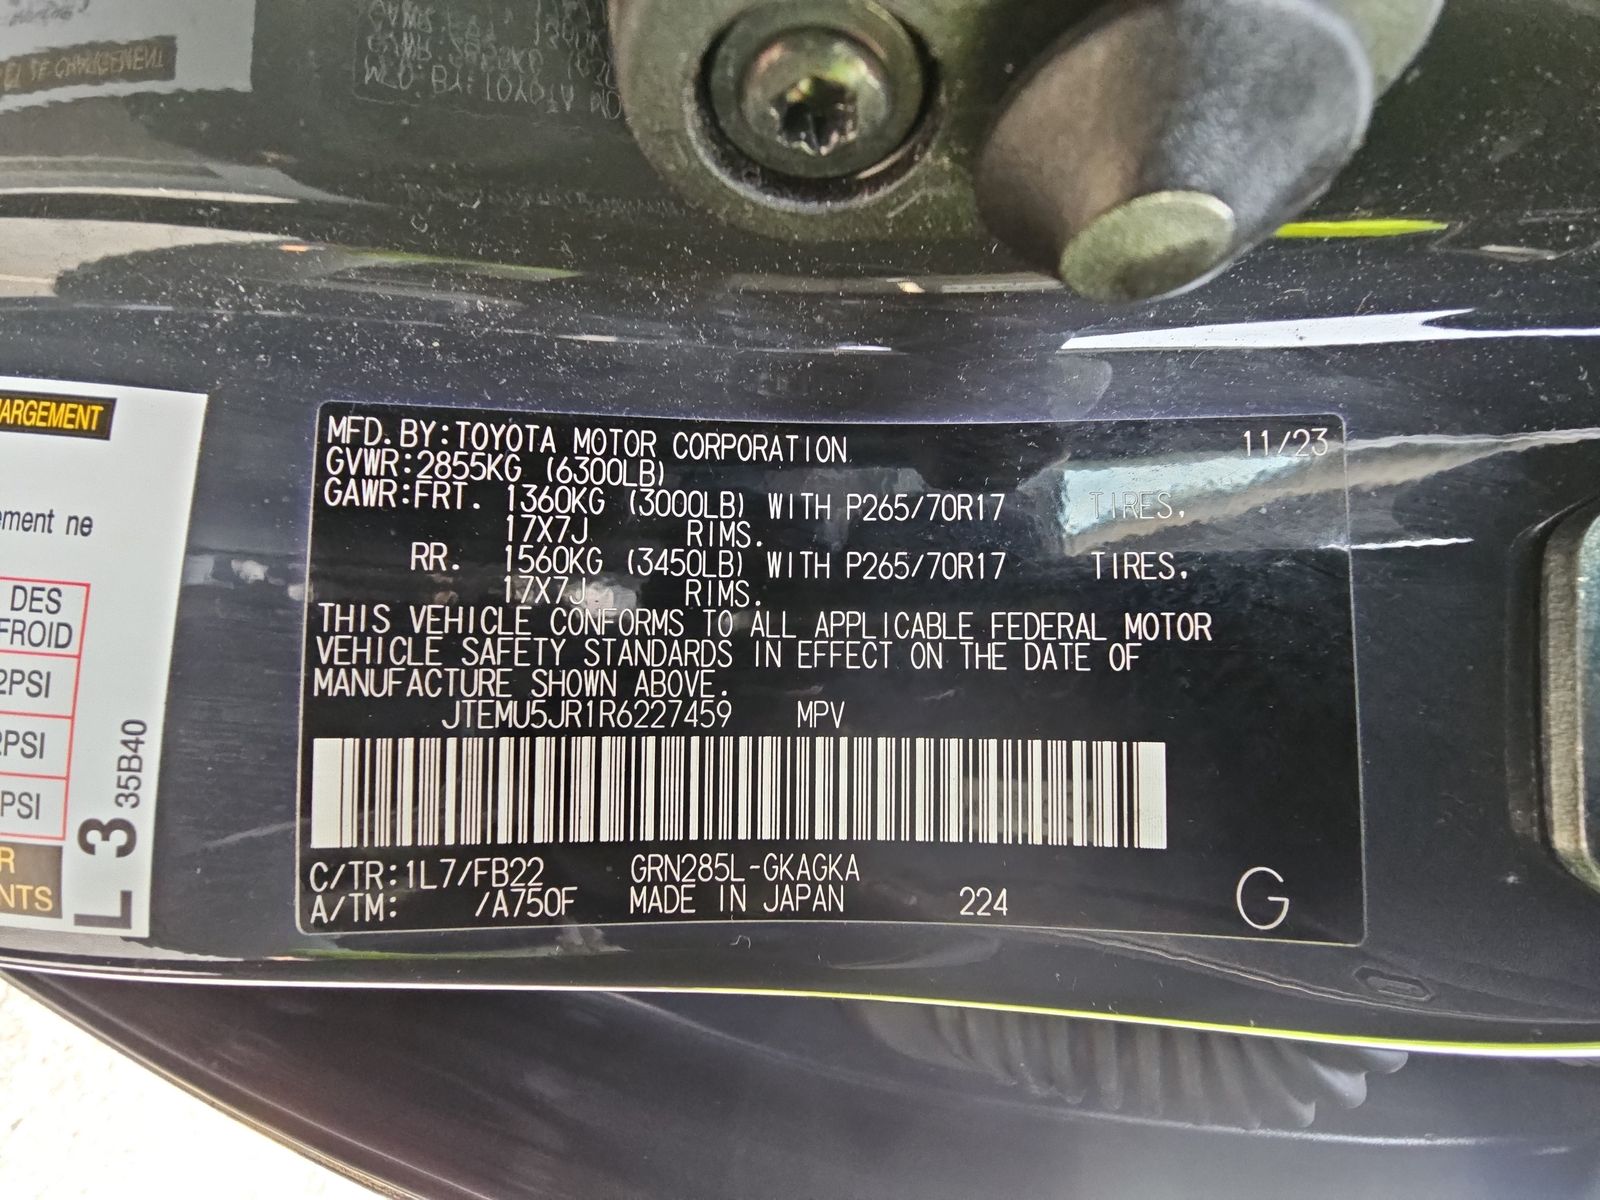 ARGEMENT
ement ne
DES
FROID
2PSI
2PSI
PSI
R
NTS
L 3 35B40
MFD. BY:TOYOTA MOTOR CORPORATION 11/23
GVWR:2855KG (6300LB)
GAWR:FRT. 1360KG (3000LB) WITH P265/70R17 TIRES.
17X7J RIMS.
RR. 1560KG (3450LB) WITH P265/70R17 TIRES.
17X7J RIMS.
THIS VEHICLE CONFORMS TO ALL APPLICABLE FEDERAL MOTOR
VEHICLE SAFETY STANDARDS IN EFFECT ON THE DATE OF
MANUFACTURE SHOWN ABOVE.
JTEMU5JR1R6227459 MPV
C/TR:1L7/FB22 GRN285L-GKAGKA
A/TM: /A750F MADE IN JAPAN 224 G